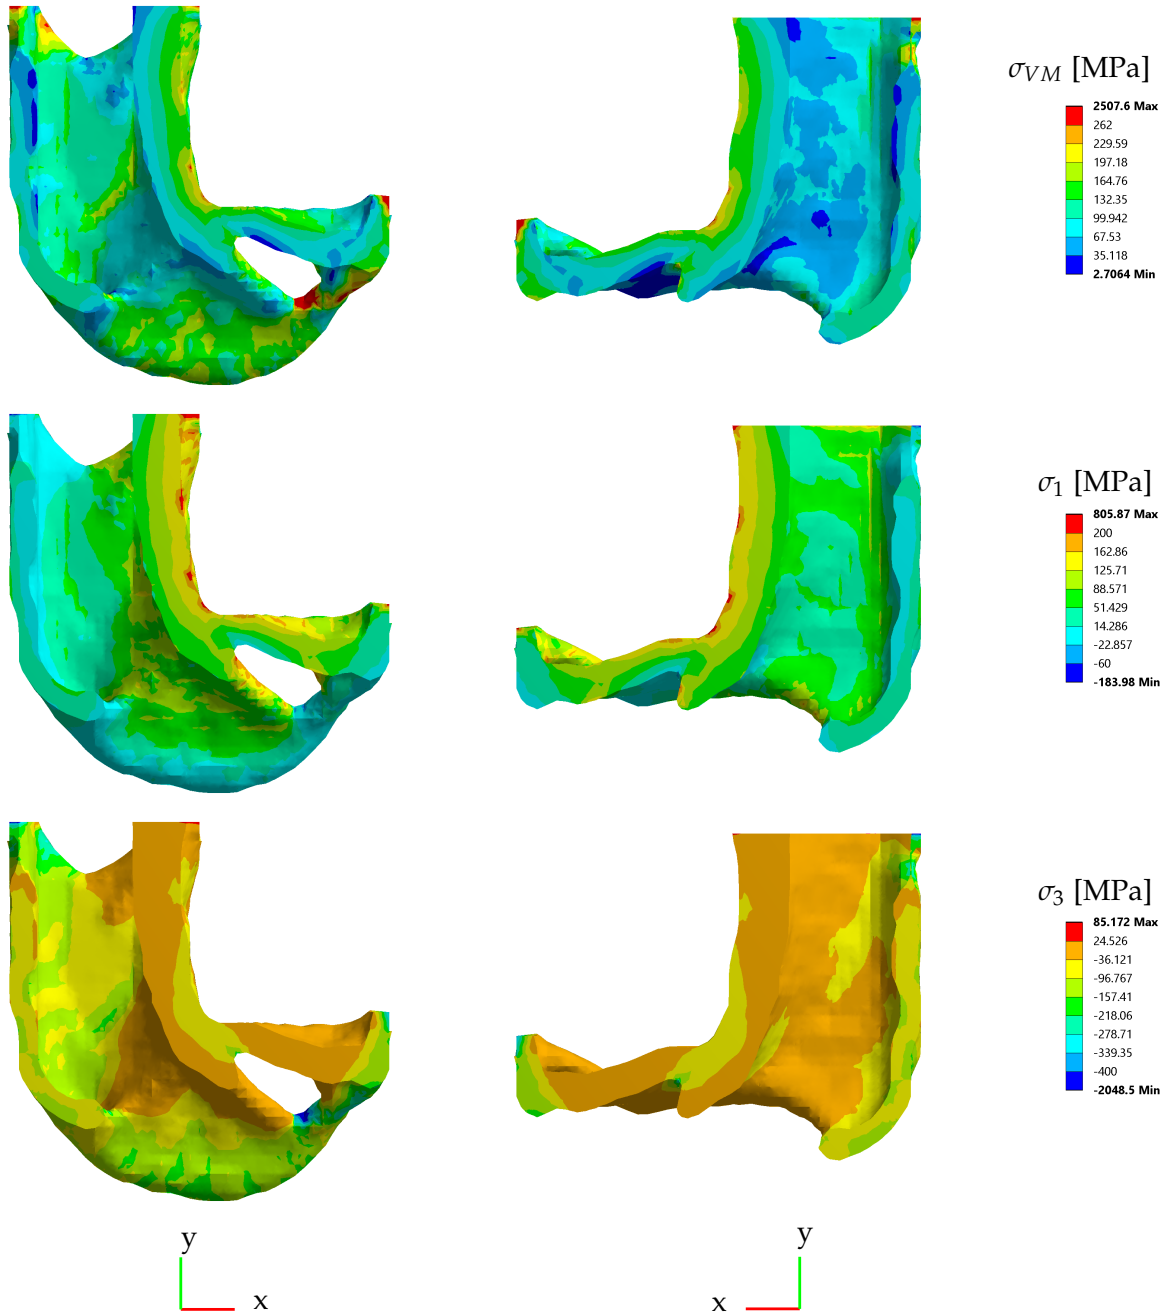 σVM [MPa]
2507.6 Max
262
229.59
197.18
164.76
132.35
99.942
67.53
35.118
2.7064 Min
σ1 [MPa]
805.87 Max
200
162.86
125.71
88.571
51.429
14.286
-22.857
-60
-183.98 Min
σ3 [MPa]
85.172 Max
24.526
-36.121
-96.767
-157.41
-218.06
-278.71
-339.35
-400
-2048.5 Min
y
x
y
x